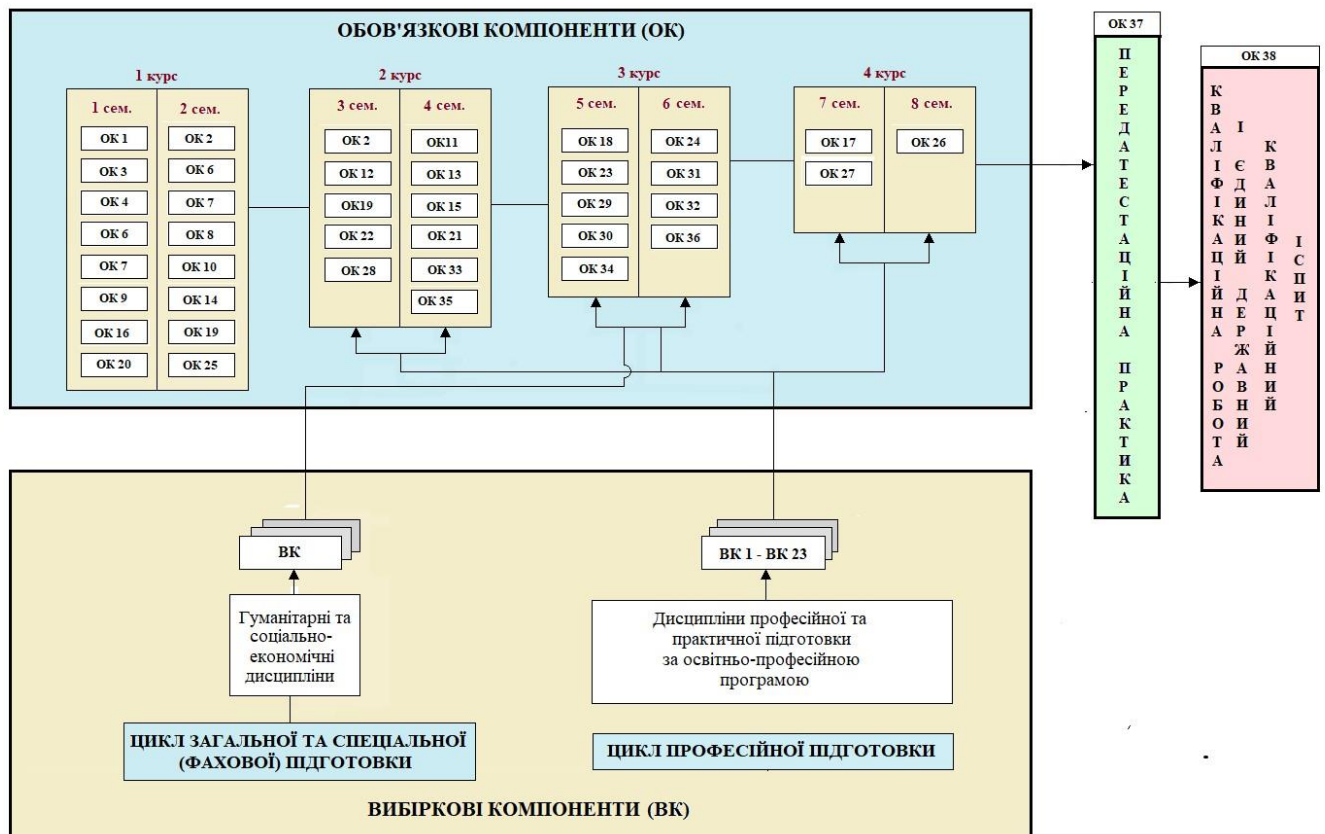 ОБОВ'ЯЗКОВІ КОМПОНЕНТИ (ОК)
1 курс
1 сем.
ОК 1
ОК 3
ОК 4
ОК 6
ОК 7
ОК 9
ОК 16
ОК 20
2 сем.
ОК 2
ОК 6
ОК 7
ОК 8
ОК 10
ОК 14
ОК 19
ОК 25
2 курс
3 сем.
ОК 2
ОК 12
ОК19
ОК 22
ОК 28
4 сем.
ОК11
ОК 13
ОК 15
ОК 21
ОК 33
ОК 35
3 курс
5 сем.
ОК 18
ОК 23
ОК 29
ОК 30
ОК 34
6 сем.
ОК 24
ОК 31
ОК 32
ОК 36
4 курс
7 сем.
ОК 17
ОК 27
8 сем.
ОК 26
ОК 37
ПЕРЕДАТЕСТАЦІЙНА ПРАКТИКА
ОК 38
КВАЛІФІКАЦІЙНА РОБОТА
І ЄДИНИЙ ДЕРЖАВНИЙ
КВАЛІФІКАЦІЙНИЙ
ІСПИТ
ВК
Гуманітарні та
соціально-
економічні
дисципліни
ЦИКЛ ЗАГАЛЬНОЇ ТА СПЕЦІАЛЬНОЇ
(ФАХОВОЇ) ПІДГОТОВКИ
ВК 1 - ВК 23
Дисципліни професійної та
практичної підготовки
за освітньо-професійною
програмою
ЦИКЛ ПРОФЕСІЙНОЇ ПІДГОТОВКИ
ВИБІРКОВІ КОМПОНЕНТИ (ВК)